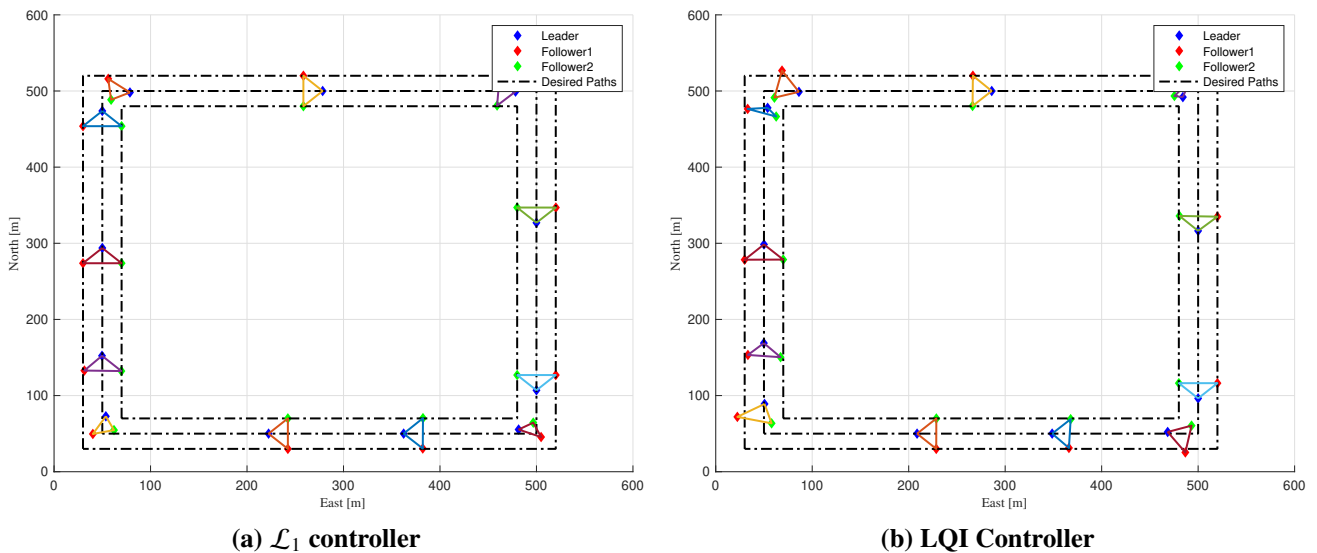 600
500
400
300
200
100
0
North [m]
0 100 200 300 400 500 600
East [m]
Leader
Follower1
Follower2
Desired Paths
(a) ℒ₁ controller
600
500
400
300
200
100
0
North [m]
0 100 200 300 400 500 600
East [m]
Leader
Follower1
Follower2
Desired Paths
(b) LQI Controller